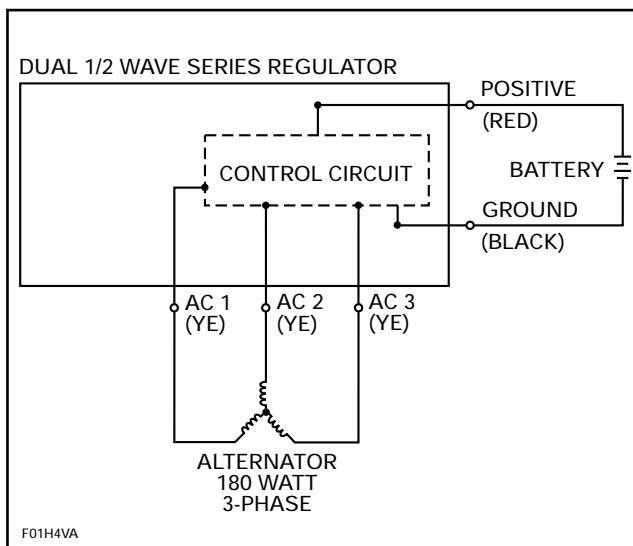 DUAL 1/2 WAVE SERIES REGULATOR
POSITIVE
(RED)
CONTROL CIRCUIT
BATTERY
GROUND
(BLACK)
AC 1
(YE)
AC 2
(YE)
AC 3
(YE)
ALTERNATOR
180 WATT
3-PHASE
F01H4VA